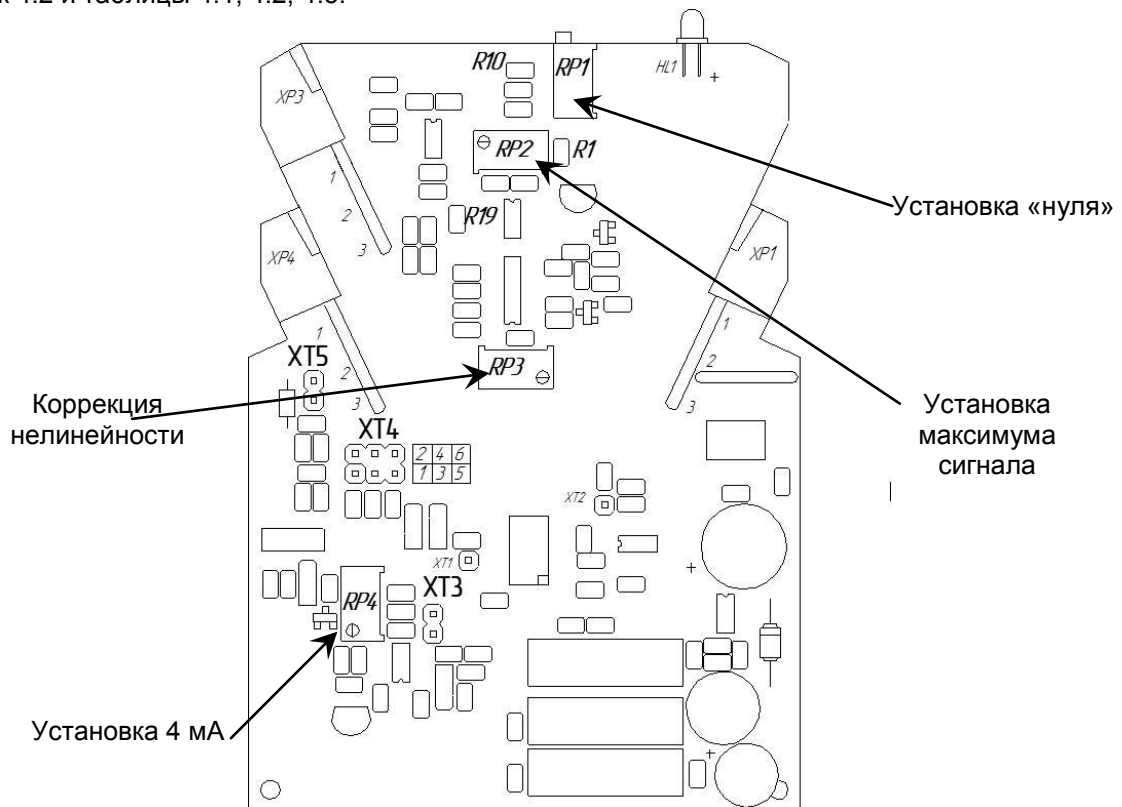 к 4.2 и таблицы 4.1, 4.2, 4.3.
R10
RP1
HL1
+
XP3
RP2
R1
1
2
3
R19
Установка «нуля»
XP4
XP1
1
2
3
1
2
3
XT5
RP3
Коррекция
нелинейности
Установка
максимума
сигнала
XT4
2 4 6
1 3 5
XT2
XT1
+
RP4
XT3
Установка 4 мА
+